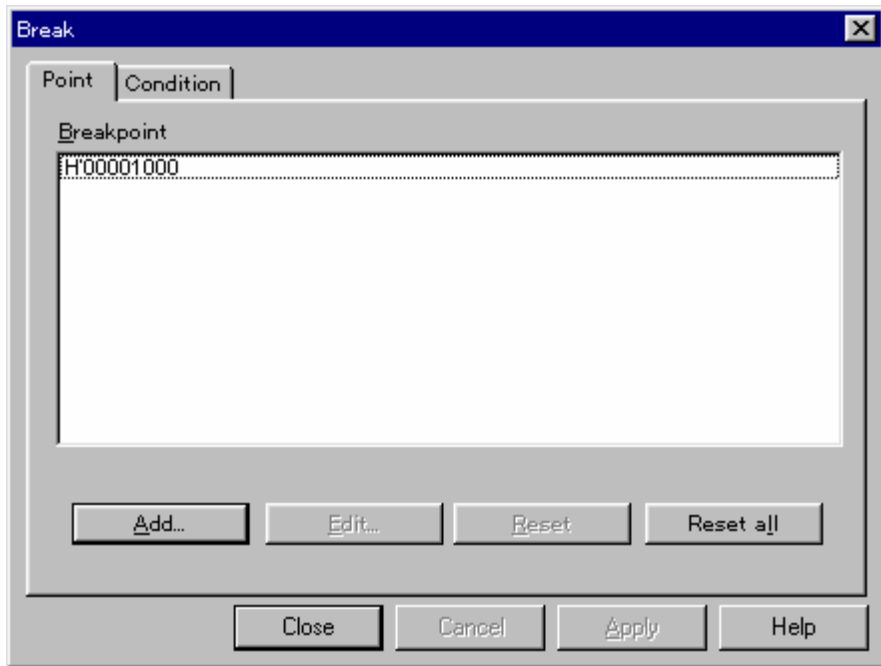 Break
Point Condition
Breakpoint
H'00001000
Add... Edit... Reset Reset all
Close Cancel Apply Help